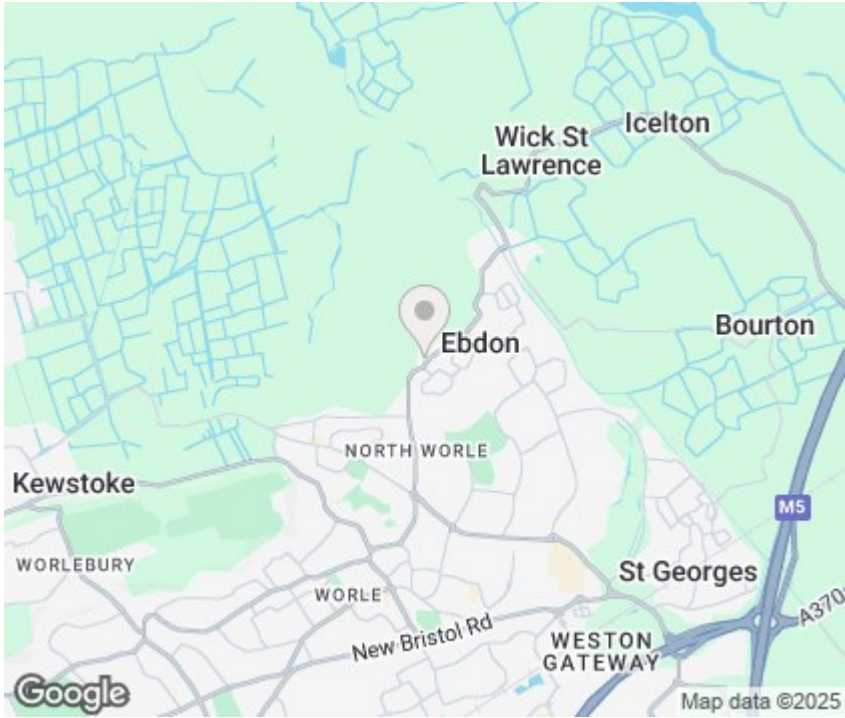 Icelton
Wick St
Lawrence
Bourton
Ebdon
NORTH WORLE
Kewstoke
M5
WORLEBURY
St Georges
WORLE
A370
New Bristol Rd
WESTON
GATEWAY
Google
Map data ©2025